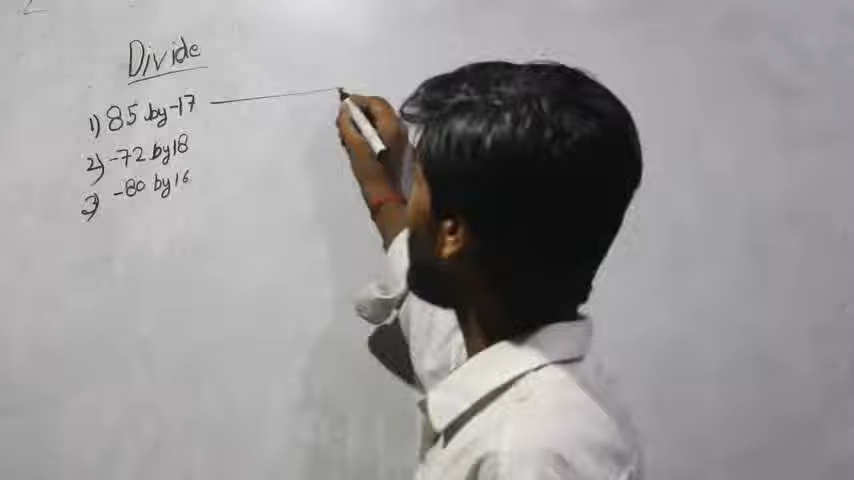 Divide
1) 85 by -17
2) -72 by 18
3) -80 by 16